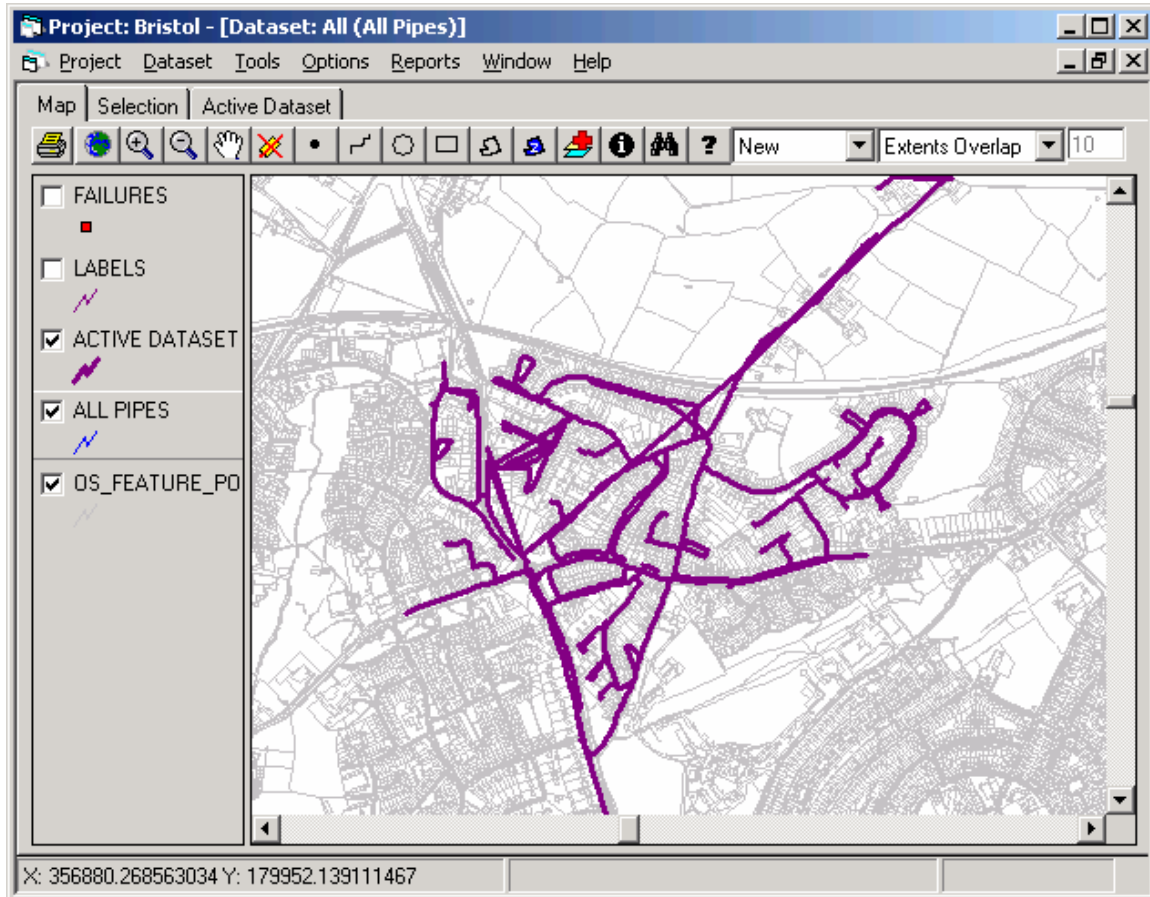 Project: Bristol - [Dataset: All (All Pipes)]
Project Dataset Tools Options Reports Window Help
Map Selection Active Dataset
? New Extents Overlap 10
FAILURES
LABELS
ACTIVE DATASET
ALL PIPES
OS_FEATURE_PO
X: 356880.268563034 Y: 179952.139111467